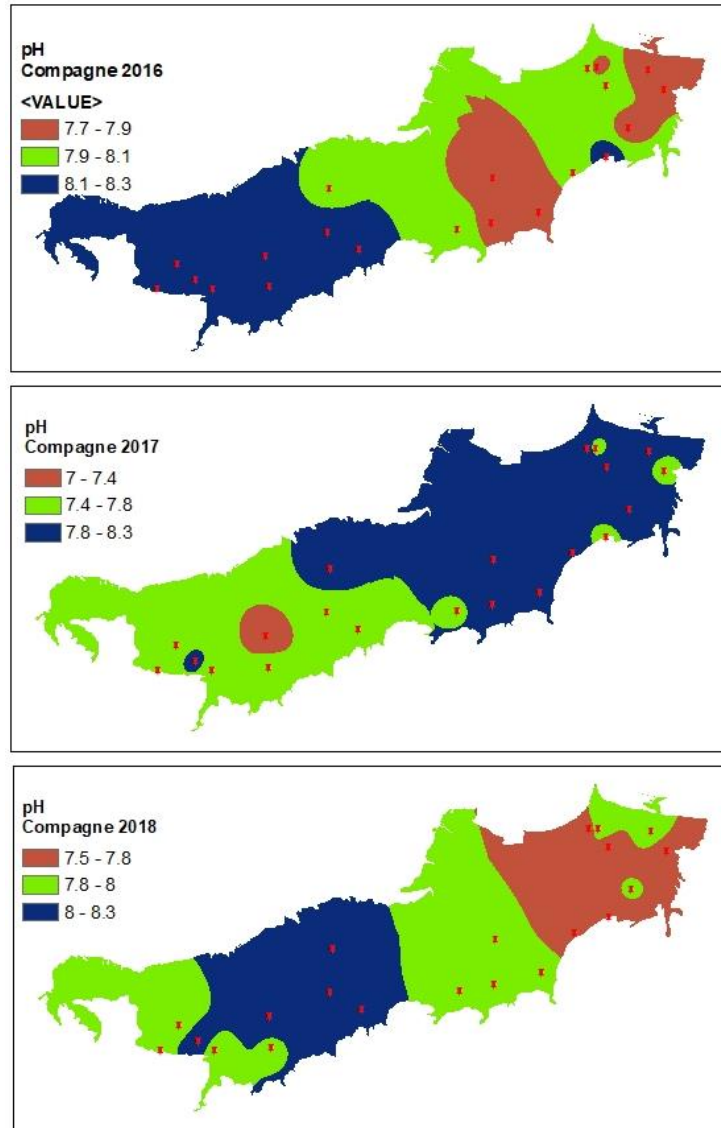 pH
Compagne 2016
<VALUE>
7.7 - 7.9
7.9 - 8.1
8.1 - 8.3
pH
Compagne 2017
7 - 7.4
7.4 - 7.8
7.8 - 8.3
pH
Compagne 2018
7.5 - 7.8
7.8 - 8
8 - 8.3